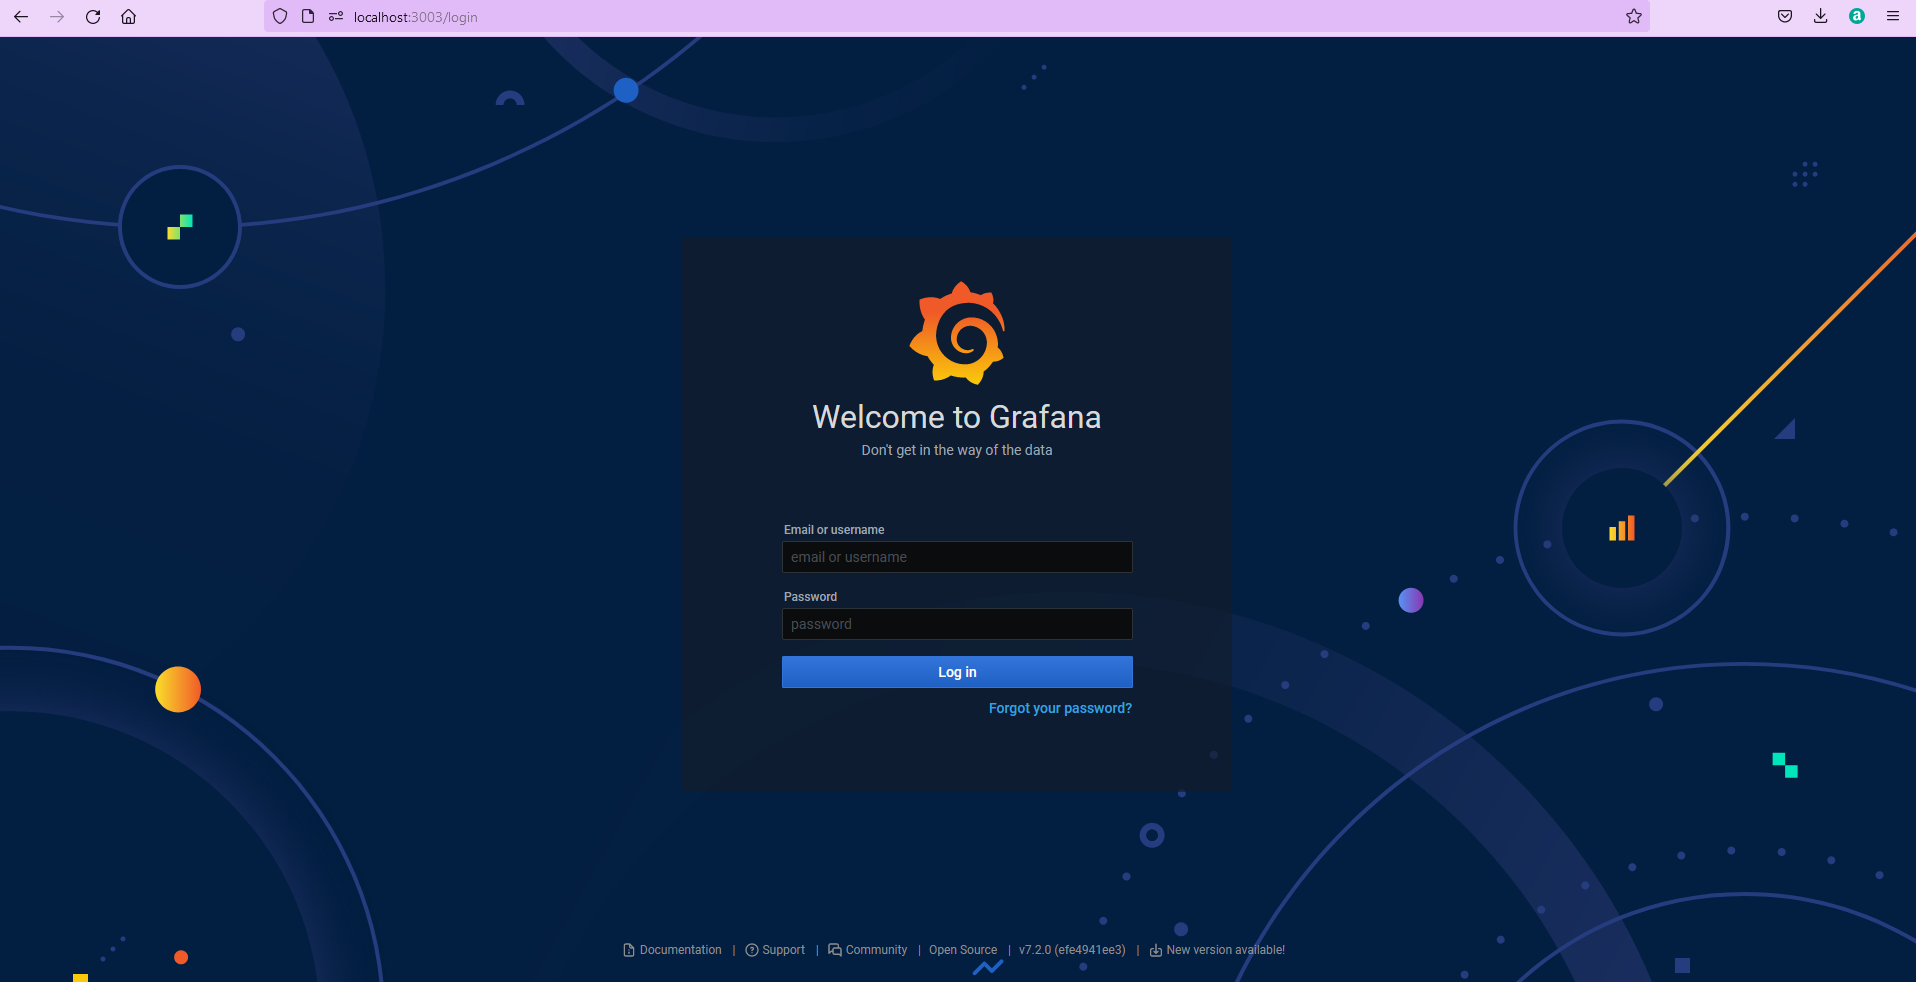 localhost:3003/login
Welcome to Grafana
Don't get in the way of the data
Email or username
email or username
Password
password
Log in
Forgot your password?
Documentation | Support | Community | Open Source | v7.2.0 (efe4941ee3) | New version available!